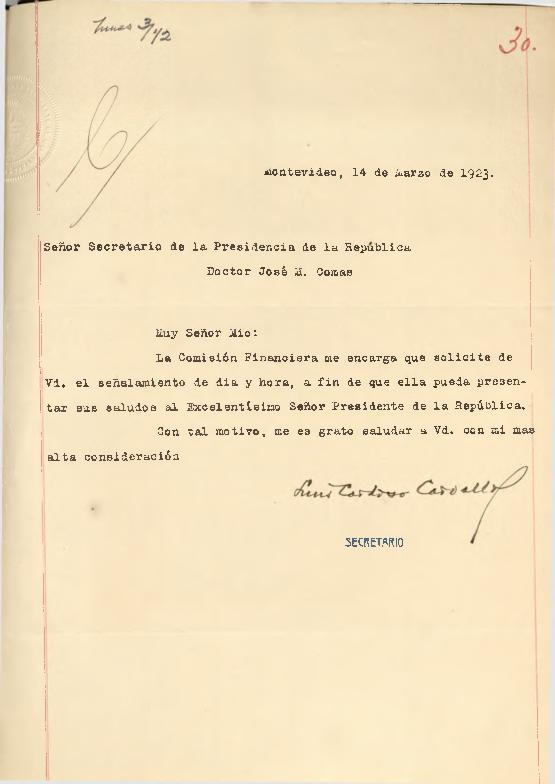 Lunes 3/12
30.
Montevideo, 14 de Marzo de 1923.
Señor Secretario de la Presidencia de la República
Doctor José M. Comas
Muy Señor Mio:
La Comisión Financiera me encarga que solicite de
Vd. el señalamiento de dia y hora, a fin de que ella pueda presen-
tar sus saludos al Excelentísimo Señor Presidente de la República.
Con tal motivo, me es grato saludar a Vd. con mi mas
alta consideración
Luis Cardoso Carvallo
SECRETARIO